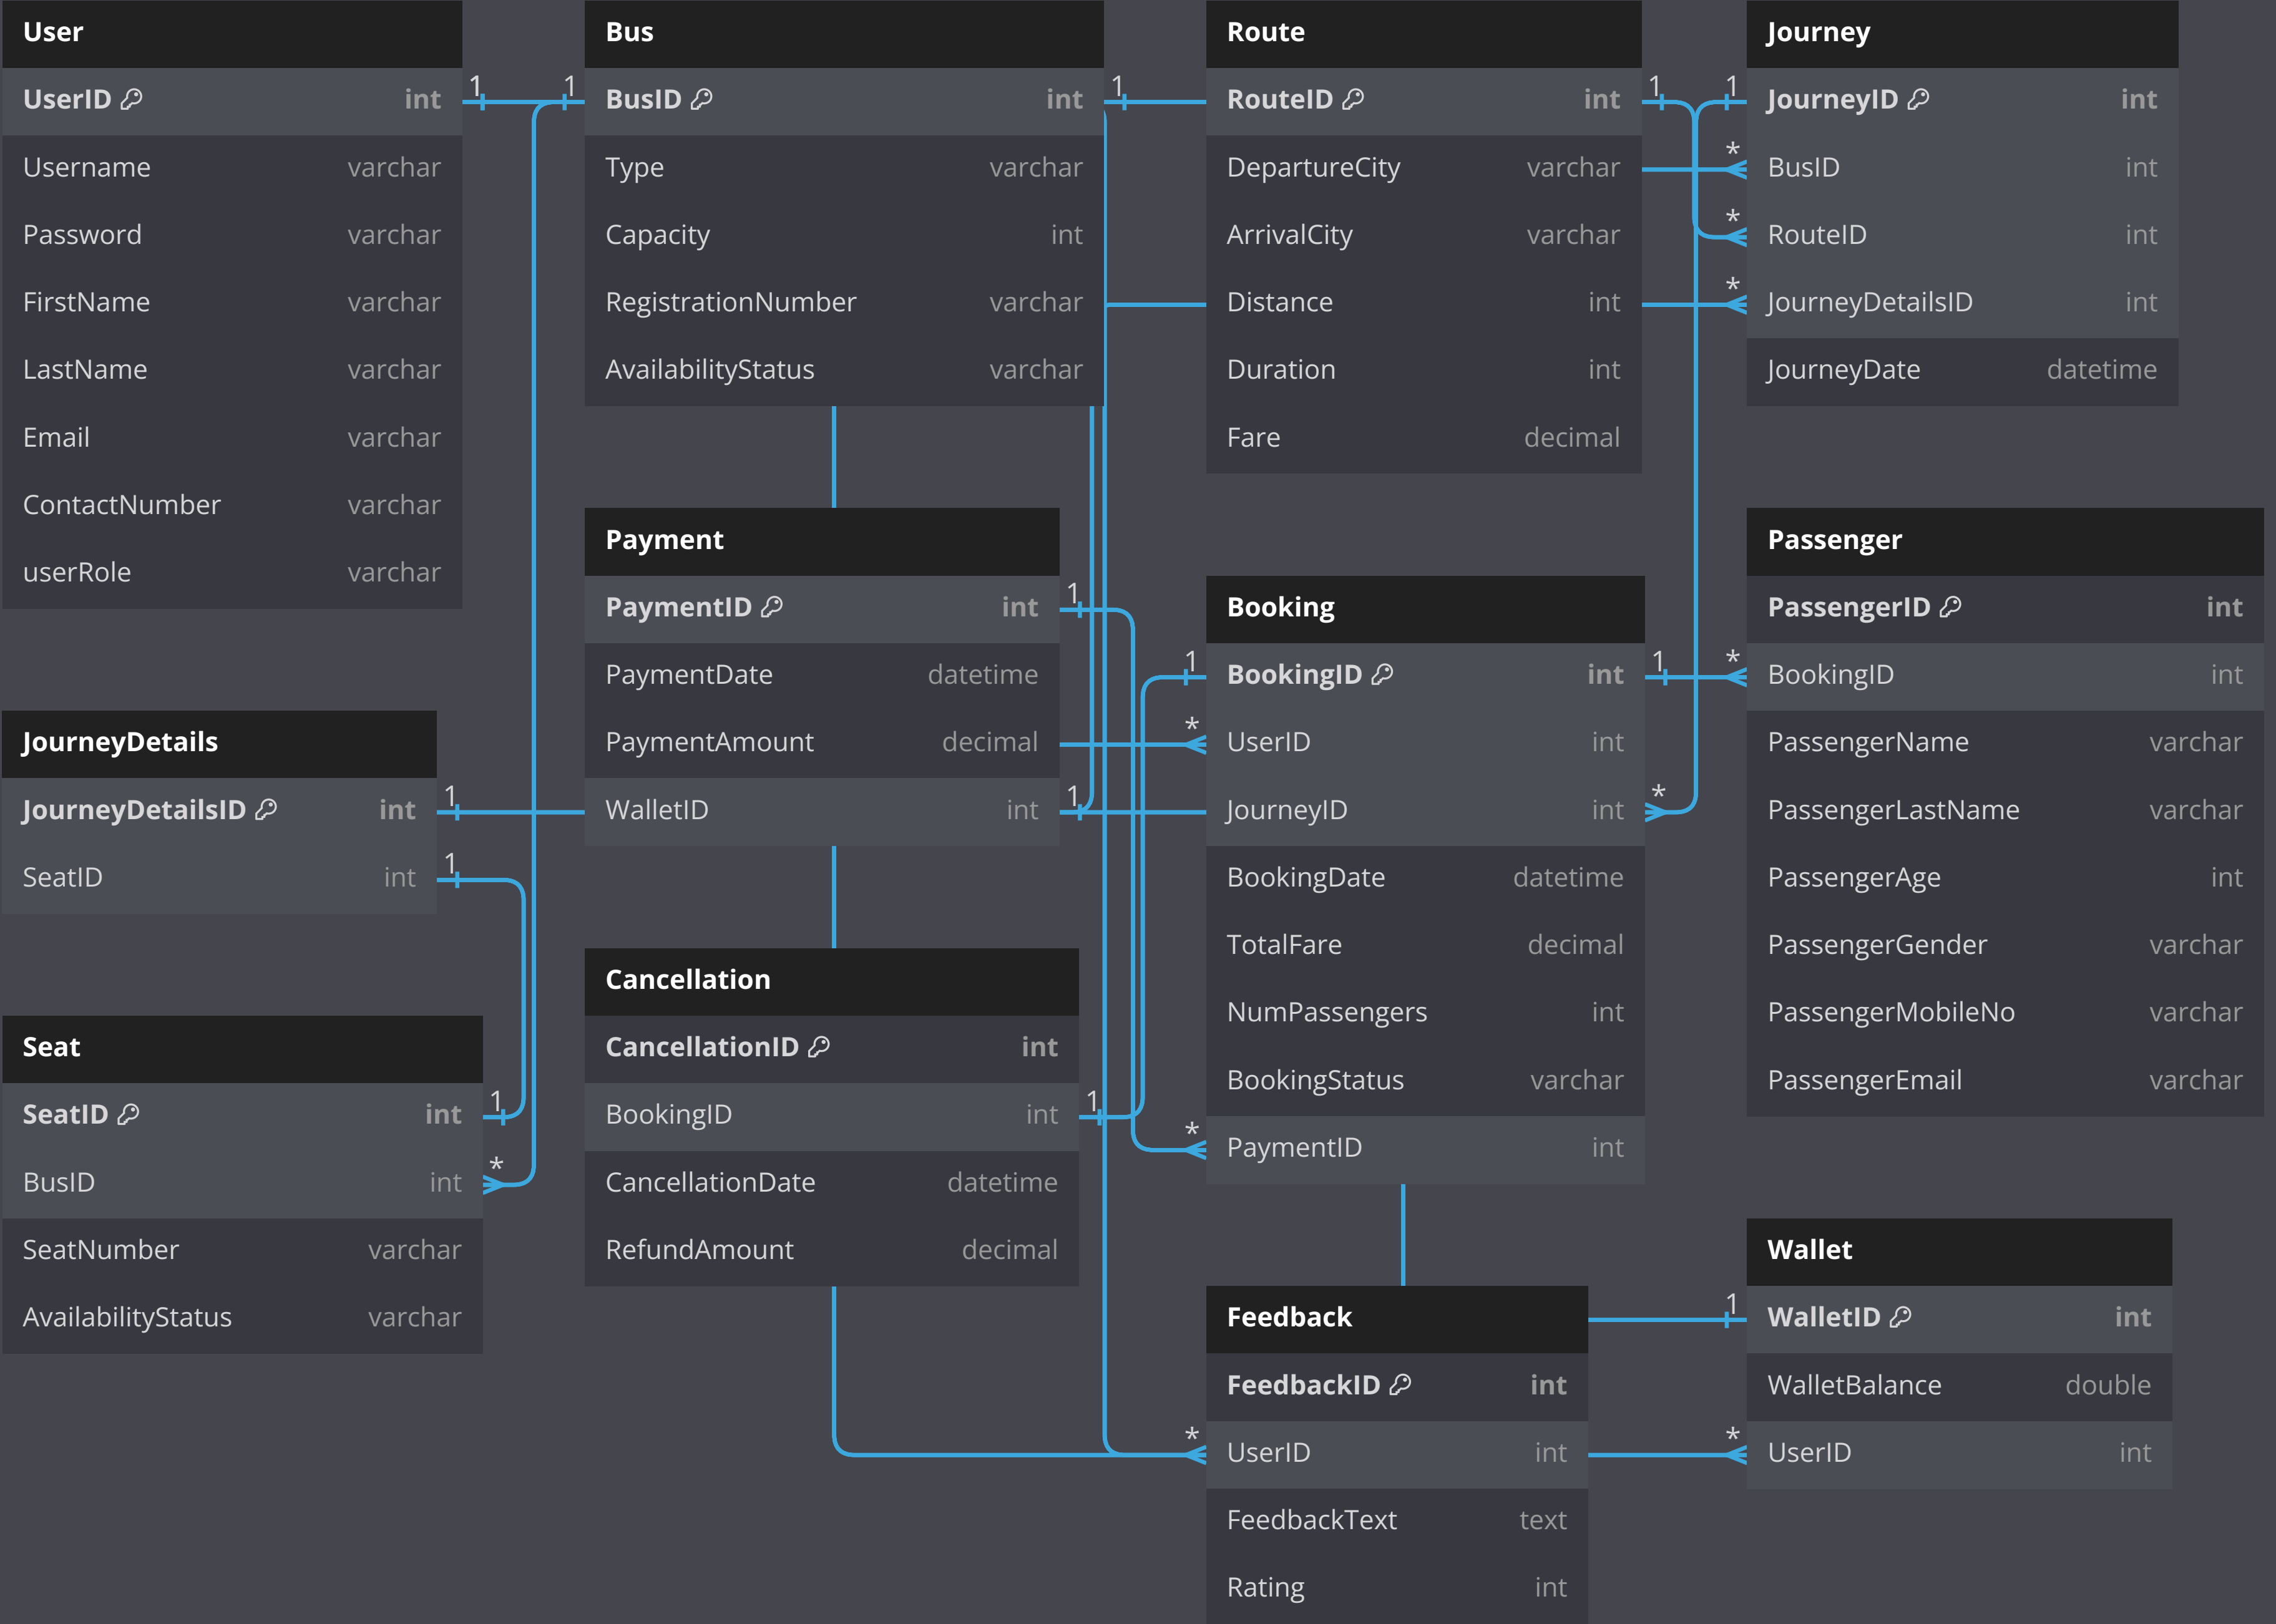 User
UserID int
Username varchar
Password varchar
FirstName varchar
LastName varchar
Email varchar
ContactNumber varchar
userRole varchar
1
Bus
1 BusID int 1
Type varchar
Capacity int
RegistrationNumber varchar
AvailabilityStatus varchar
Route
RouteID int 1
DepartureCity varchar
ArrivalCity varchar
Distance int
Duration int
Fare decimal
Journey
1 JourneyID int
* BusID int
* RouteID int
* JourneyDetailsID int
JourneyDate datetime
Payment
PaymentID int 1
PaymentDate datetime
PaymentAmount decimal
WalletID int 1
Booking
1 BookingID int 1
* UserID int
JourneyID int *
BookingDate datetime
TotalFare decimal
NumPassengers int
BookingStatus varchar
* PaymentID int
Passenger
PassengerID int
* BookingID int
PassengerName varchar
PassengerLastName varchar
PassengerAge int
PassengerGender varchar
PassengerMobileNo varchar
PassengerEmail varchar
JourneyDetails
JourneyDetailsID int 1
SeatID int 1
Seat
SeatID int 1
BusID int *
SeatNumber varchar
AvailabilityStatus varchar
Cancellation
CancellationID int
BookingID int 1
CancellationDate datetime
RefundAmount decimal
Feedback
FeedbackID int
* UserID int
FeedbackText text
Rating int
Wallet
1 WalletID int
WalletBalance double
* UserID int